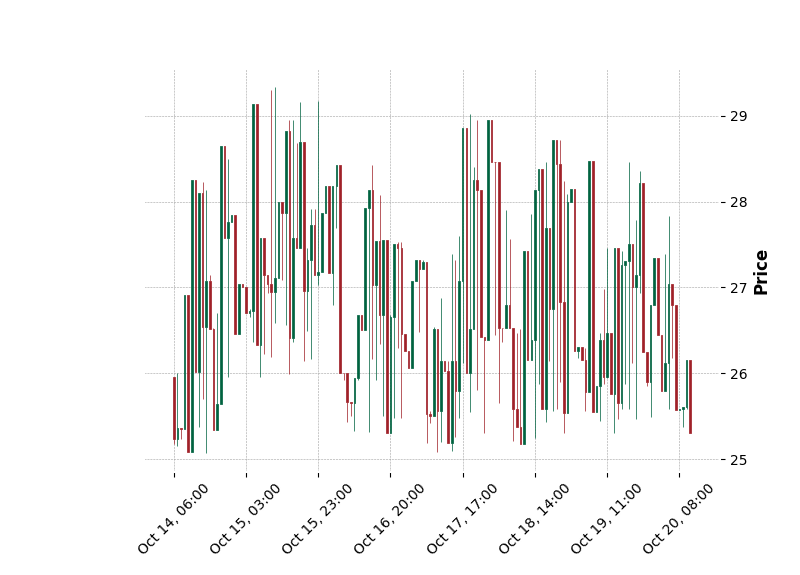 29
28
27
26
25
Price
Oct 14, 06:00
Oct 15, 03:00
Oct 15, 23:00
Oct 16, 20:00
Oct 17, 17:00
Oct 18, 14:00
Oct 19, 11:00
Oct 20, 08:00